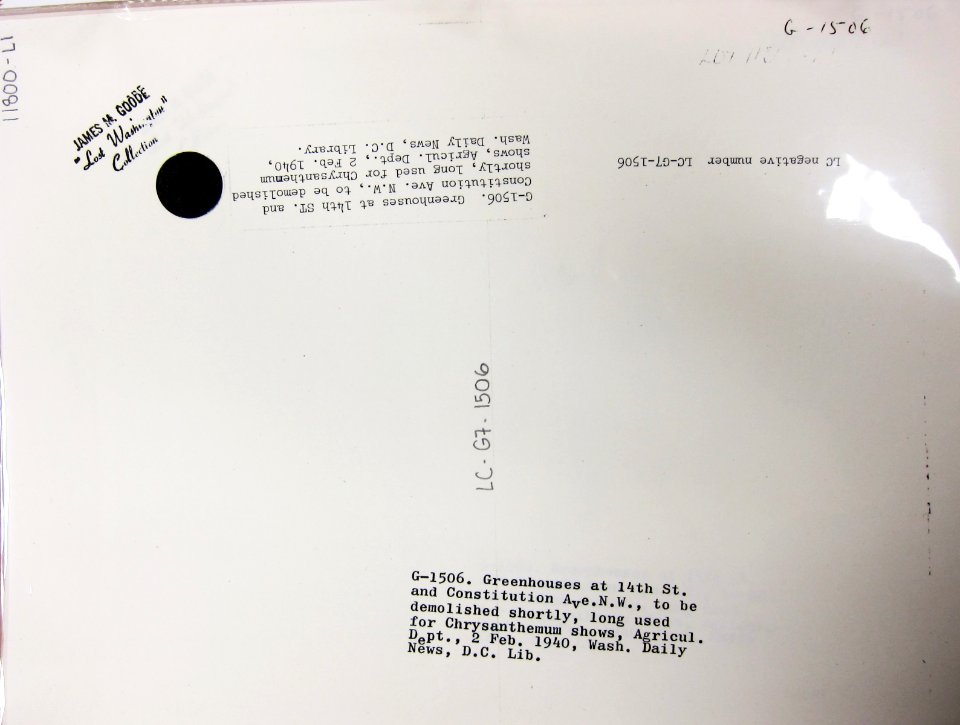 G-1506
11800-L1
JAMES M. GOODE
"Lost Washington"
Collection
G-1506. Greenhouses at 14th ST. and
Constitution Ave. N.W., to be demolished
shortly, long used for Chrysanthemum
shows, Agricul. Dept., 2 Feb. 1940,
Wash. Daily News, D.C. Library.
LC negative number LC-G7-1506
LC-G7-1506
G-1506. Greenhouses at 14th St.
and Constitution Ave.N.W., to be
demolished shortly, long used
for Chrysanthemum shows, Agricul.
Dept., 2 Feb. 1940, Wash. Daily
News, D.C. Lib.